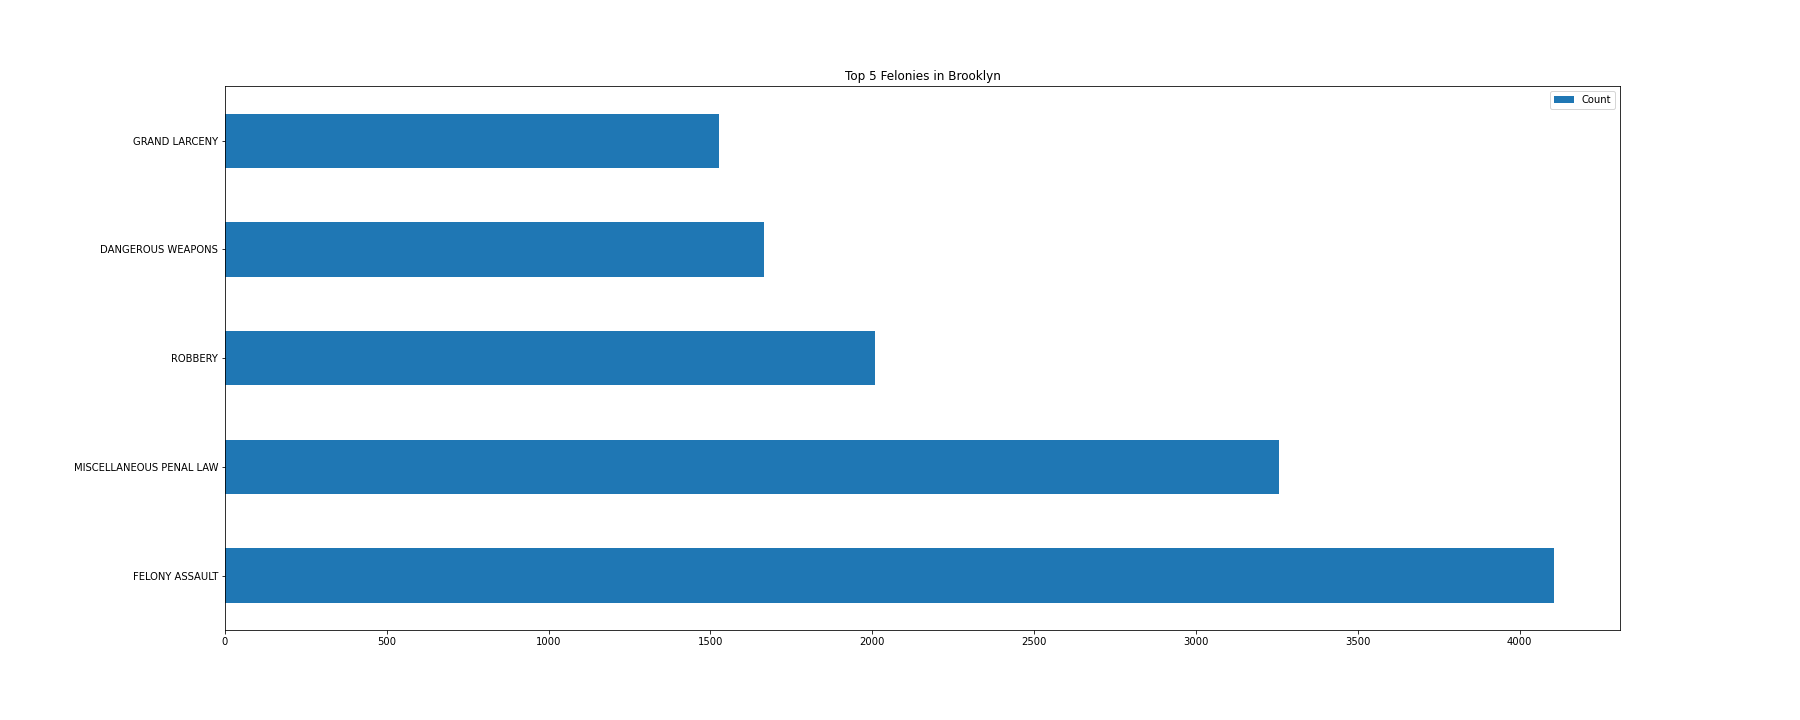 Top 5 Felonies in Brooklyn
Count
GRAND LARCENY
DANGEROUS WEAPONS
ROBBERY
MISCELLANEOUS PENAL LAW
FELONY ASSAULT
0 500 1000 1500 2000 2500 3000 3500 4000